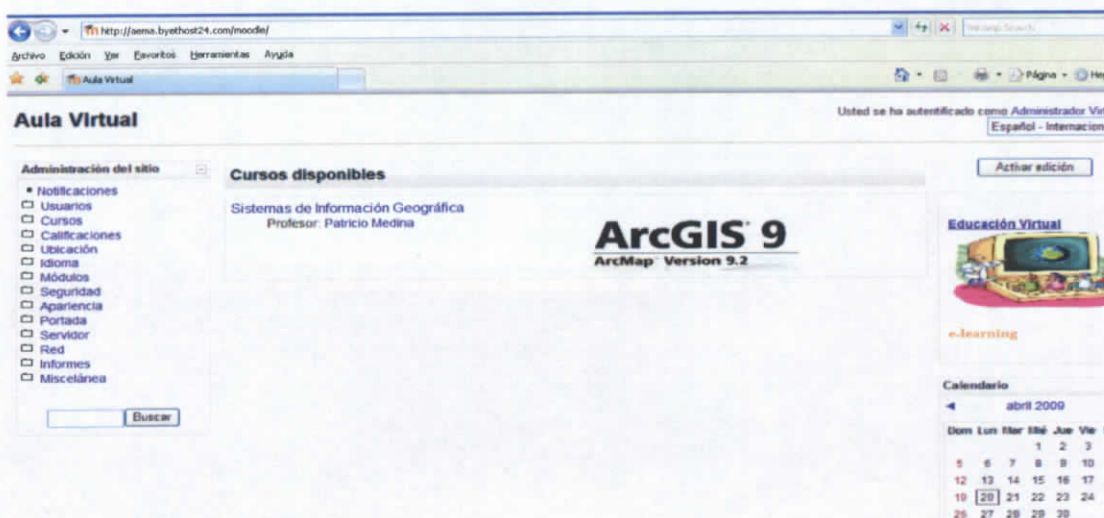 http://aema.byethost24.com/moodle/
Archivo Edición Ver Favoritos Herramientas Ayuda
Aula Virtual
Página
Aula Virtual
Usted se ha autentificado como Administrador
Español - Internacion
Administración del sitio
Notificaciones
Usuarios
Cursos
Calificaciones
Ubicación
Idioma
Módulos
Seguridad
Apariencia
Portada
Servidor
Red
Informes
Miscelánea
Buscar
Cursos disponibles
Sistemas de Información Geográfica
Profesor: Patricio Medina
ArcGIS 9
ArcMap Version 9.2
Activar edición
Educación Virtual
e-learning
Calendario
abril 2009
Dom Lun Mar Mié Jue Vie
1 2 3
5 6 7 8 9 10
12 13 14 15 16 17
19 20 21 22 23 24
26 27 28 29 30